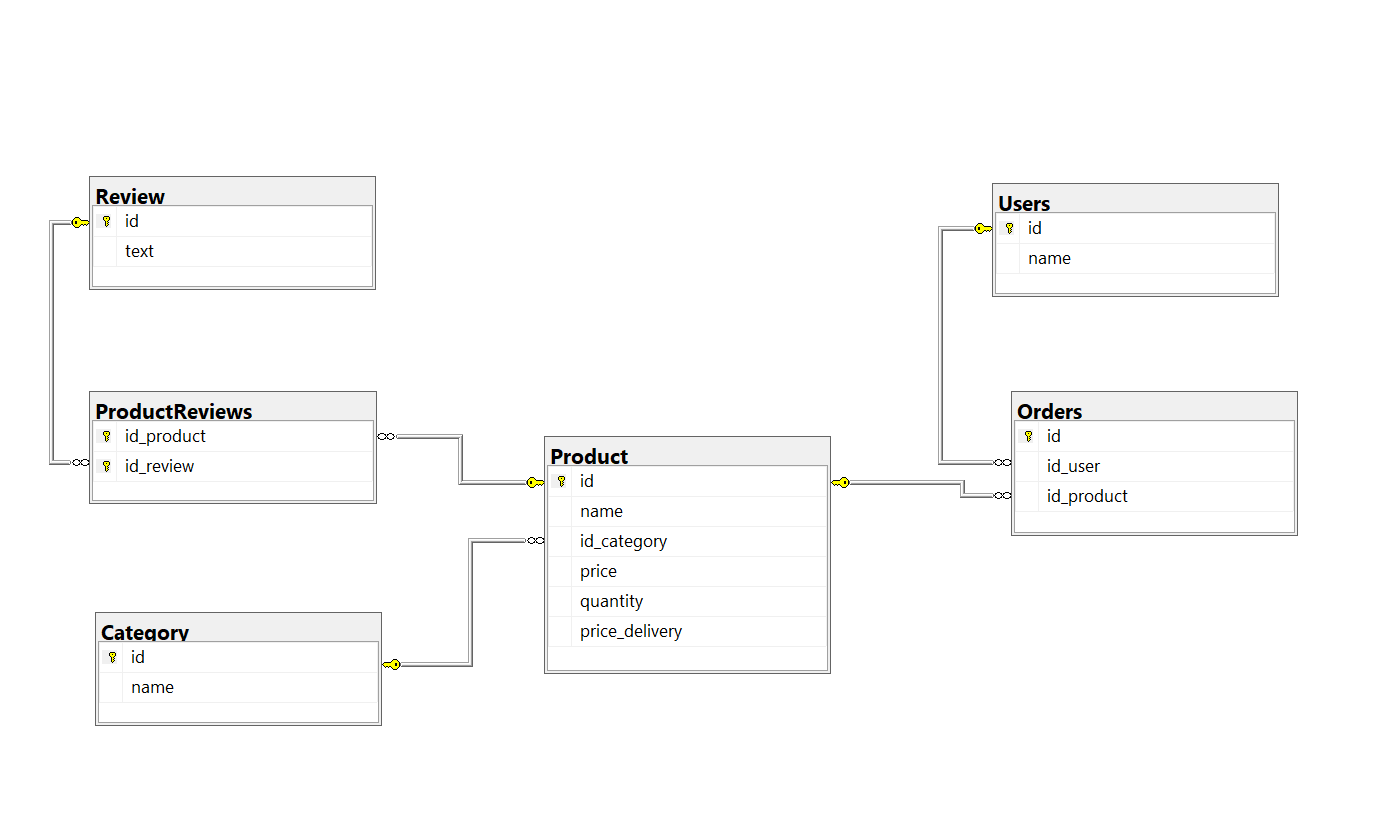 Review
id
text
Users
id
name
ProductReviews
id_product
id_review
Orders
id
id_user
id_product
Product
id
name
id_category
price
quantity
price_delivery
Category
id
name